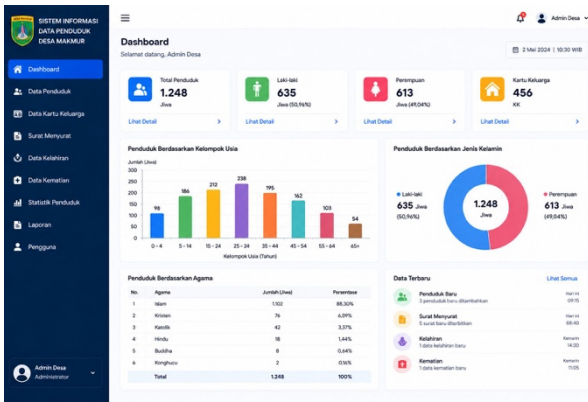 SISTEM INFORMASI
DATA PENDUDUK
DESA MAKMUR
Dashboard
Data Penduduk
Data Kartu Keluarga
Surat Menyurat
Data Kelahiran
Data Kematian
Statistik Penduduk
Laporan
Pengguna
Admin Desa
Administrator
Admin Desa
Dashboard
Selamat datang, Admin Desa
2 Mei 2024 | 10:30 WIB
Total Penduduk
1.248
Jiwa
Lihat Detail
Laki-laki
635
Jiwa (50,96%)
Lihat Detail
Perempuan
613
Jiwa (49,04%)
Lihat Detail
Kartu Keluarga
456
KK
Lihat Detail
Penduduk Berdasarkan Kelompok Usia
Jumlah (Jiwa)
300
250
200
150
100
50
0
98
186
212
238
195
162
103
54
0 - 4
5 - 14
15 - 24
25 - 34
35 - 44
45 - 54
55 - 64
65+
Kelompok Usia (Tahun)
Penduduk Berdasarkan Jenis Kelamin
Laki-laki
635 Jiwa
(50,96%)
1.248
Jiwa
Perempuan
613 Jiwa
(49,04%)
Penduduk Berdasarkan Agama
No. Agama Jumlah (Jiwa) Persentase
1 Islam 1.102 88,30%
2 Kristen 76 6,09%
3 Katolik 42 3,37%
4 Hindu 18 1,44%
5 Buddha 8 0,64%
6 Konghucu 2 0,16%
Total 1.248 100%
Data Terbaru
Lihat Semua
Penduduk Baru
3 penduduk baru ditambahkan
Hari ini
09:15
Surat Menyurat
5 surat baru diterbitkan
Hari ini
08:40
Kelahiran
1 data kelahiran baru
Kemarin
14:20
Kematian
1 data kematian baru
Kemarin
11:05